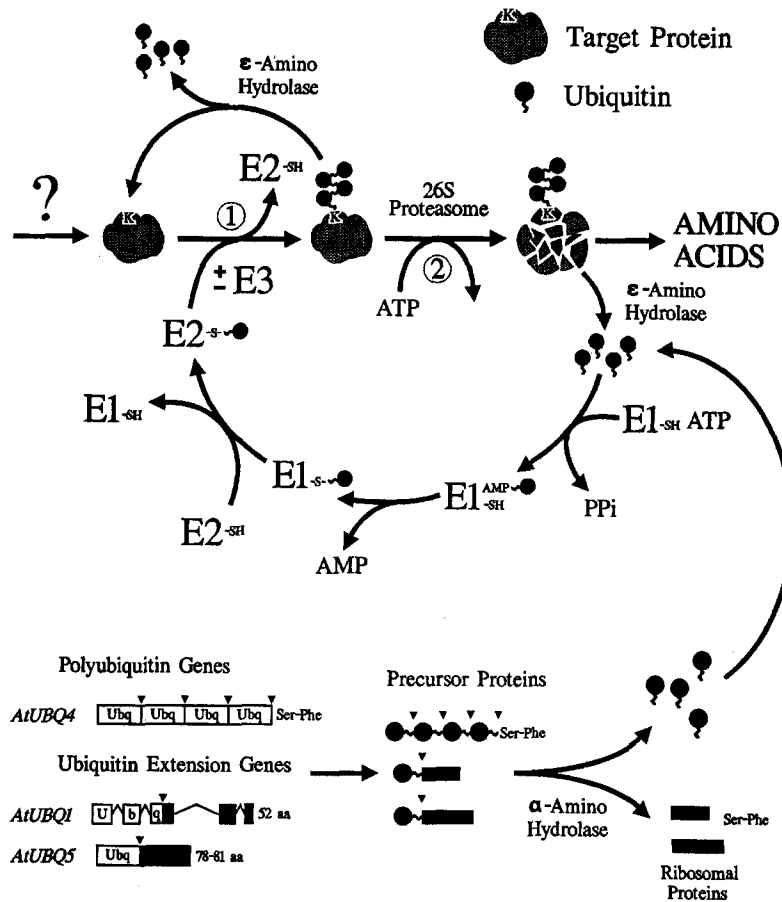 K
Target Protein
Ubiquitin
ε-Amino
Hydrolase
E2-SH
?
K
①
K
26S
Proteasome
K
AMINO
ACIDS
± E3
②
ATP
ε-Amino
Hydrolase
E2-S-
E1-SH
E1-SH ATP
E1-S-
E1-SH AMP
PPi
E2-SH
AMP
Polyubiquitin Genes
Precursor Proteins
AtUBQ4 Ubq Ubq Ubq Ubq Ser-Phe
Ser-Phe
Ubiquitin Extension Genes
AtUBQ1 U b q 52 aa
α-Amino
Hydrolase
Ser-Phe
AtUBQ5 Ubq 78-81 aa
Ribosomal
Proteins